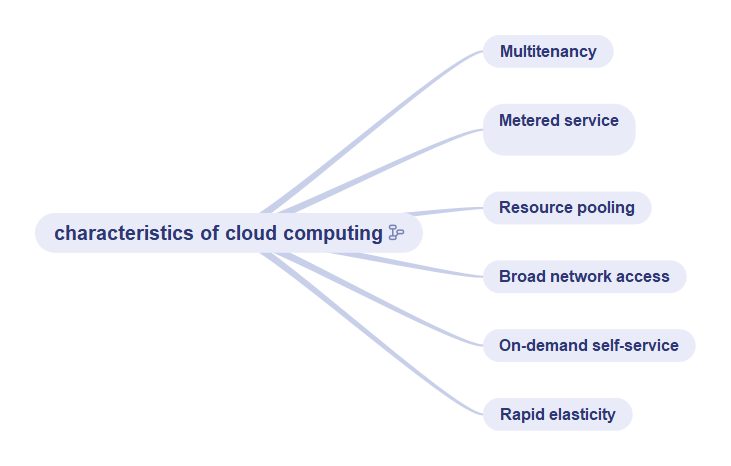 Multitenancy
Metered service
Resource pooling
characteristics of cloud computing
Broad network access
On-demand self-service
Rapid elasticity